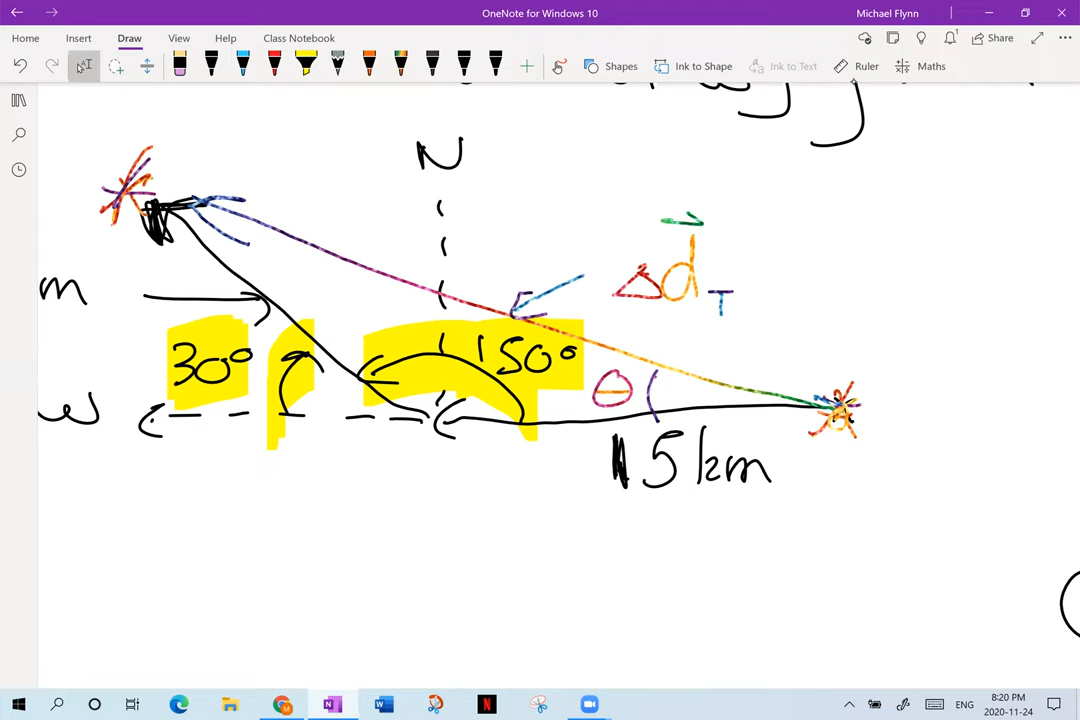 OneNote for Windows 10
Michael Flynn
Home Insert Draw View Help Class Notebook
Share
Shapes Ink to Shape Ink to Text Ruler Maths
N
Δd T
m
30° 150°
θ
W
15 km
ENG
8:20 PM
2020-11-24